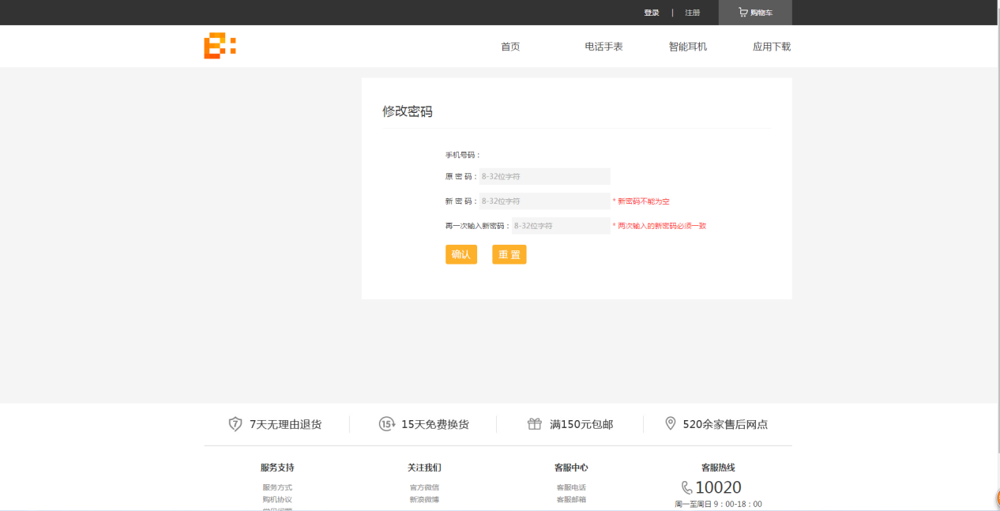 登录 | 注册 购物车
首页 电话手表 智能耳机 应用下载
修改密码
手机号码：
原 密 码： 8-32位字符
新 密 码： 8-32位字符 * 新密码不能为空
再一次输入新密码： 8-32位字符 * 两次输入的新密码必须一致
确认 重 置
7 7天无理由退货 15 15天免费换货 满150元包邮 520余家售后网点
服务支持 关注我们 客服中心 客服热线
服务方式 官方微信 客服电话 10020
购机协议 新浪微博 客服邮箱 周一至周日 9：00-18：00